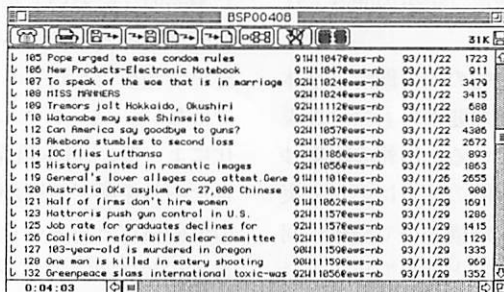 BSP00408
31K
105 Pope urged to ease condom rules 91W11047@ews-nb 93/11/22 1723
106 New Products-Electronic Notebook 91W11047@ews-nb 93/11/22 911
107 To speak of the woe that is in marriage 92W11024@ews-nb 93/11/22 3479
108 MISS MANNERS 92W11024@ews-nb 93/11/22 3415
109 Tremors jolt Hokkaido, Okushiri 92W11112@ews-nb 93/11/22 680
110 Watanabe may seek Shinseito tie 92W11112@ews-nb 93/11/22 1186
112 Can America say goodbye to guns? 92W11057@ews-nb 93/11/22 4306
113 Akebono stumbles to second loss 92W11057@ews-nb 93/11/22 2672
114 IOC flies Lufthansa 92W11186@ews-nb 93/11/22 893
115 History painted in romantic images 92W11056@ews-nb 93/11/24 1863
119 General's lover alleges coup attemt.Gene 91W11101@ews-nb 93/11/26 2655
120 Australia OKs asylum for 27,000 Chinese 92W11101@ews-nb 93/11/26 980
121 Half of firms don't hire women 91W11062@ews-nb 93/11/29 1691
123 Hattoris push gun control in U.S. 92W11157@ews-nb 93/11/29 1286
125 Job rate for graduates declines for 92W11157@ews-nb 93/11/29 1415
126 Coalition reform bills clear committee 92W11101@ews-nb 93/11/29 1129
127 103-year-old is murdered in Oregon 90W11159@ews-nb 93/11/29 1335
128 One man is killed in eatery shooting 90W11159@ews-nb 93/11/29 969
132 Greenpeace slams international toxic-was 92W11056@ews-nb 93/11/29 1352
0:04:03